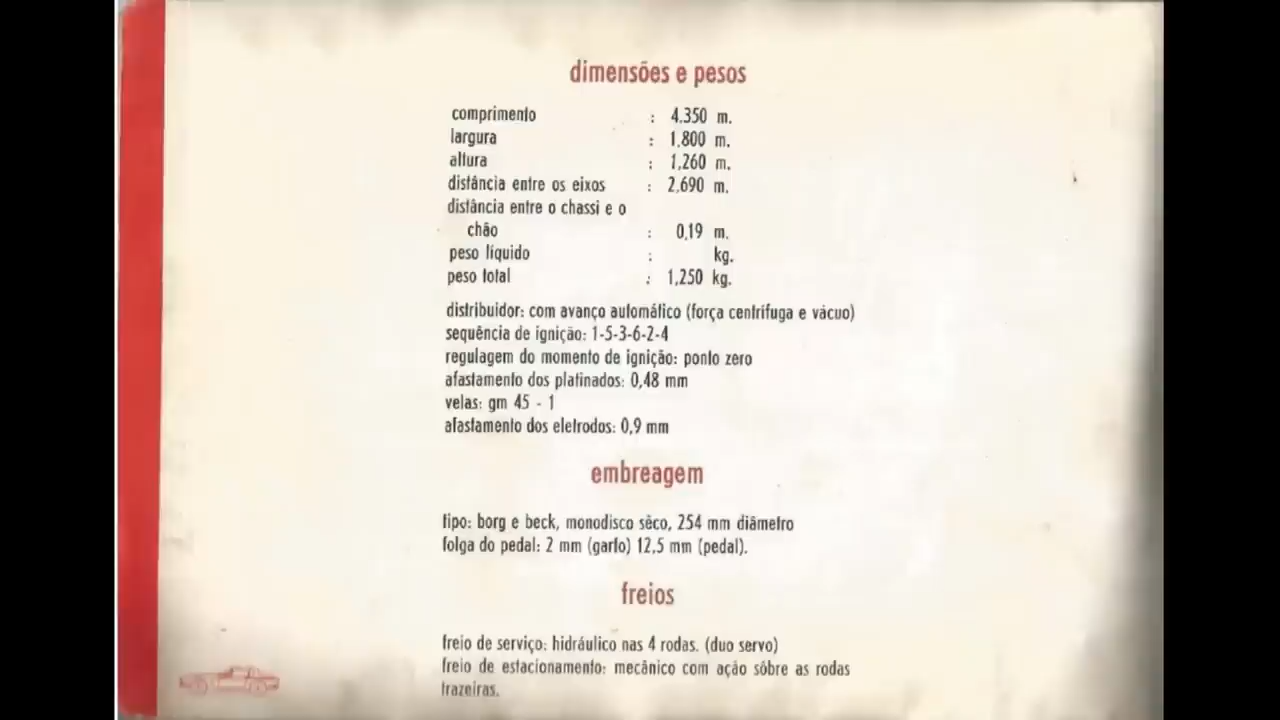 dimensões e pesos
comprimento : 4.350 m.
largura : 1.800 m.
altura : 1,260 m.
distância entre os eixos : 2,690 m.
distância entre o chassi e o
chão : 0,19 m.
peso líquido : kg.
peso total : 1,250 kg.
distribuidor: com avanço automático (força centrífuga e vácuo)
sequência de ignição: 1-5-3-6-2-4
regulagem do momento de ignição: ponto zero
afastamento dos platinados: 0,48 mm
velas: gm 45 - 1
afastamento dos eletrodos: 0,9 mm
embreagem
tipo: borg e beck, monodisco sêco, 254 mm diâmetro
folga do pedal: 2 mm (garfo) 12,5 mm (pedal).
freios
freio de serviço: hidráulico nas 4 rodas. (duo servo)
freio de estacionamento: mecânico com ação sôbre as rodas
trazeiras.